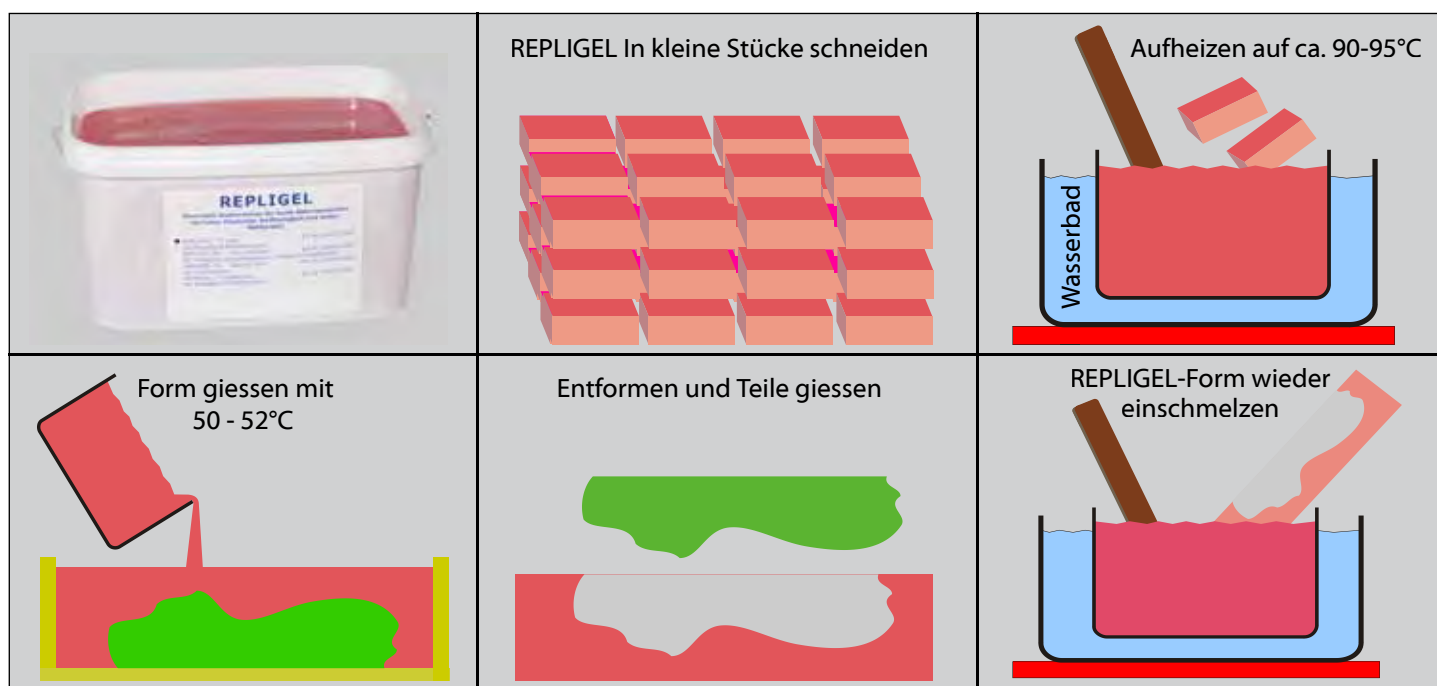 REPLIGEL
REPLIGEL In kleine Stücke schneiden
Aufheizen auf ca. 90-95°C
Wasserbad
Form giessen mit
50 - 52°C
Entformen und Teile giessen
REPLIGEL-Form wieder
einschmelzen